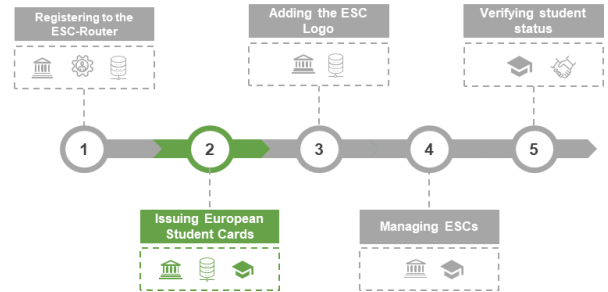 Registering to the
ESC-Router
Adding the ESC
Logo
Verifying student
status
1
2
3
4
5
Issuing European
Student Cards
Managing ESCs